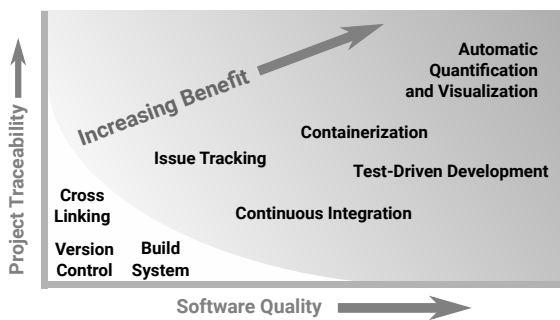 Project Traceability
Increasing Benefit
Automatic
Quantification
and Visualization
Containerization
Issue Tracking
Test-Driven Development
Cross
Linking
Continuous Integration
Version
Control
Build
System
Software Quality